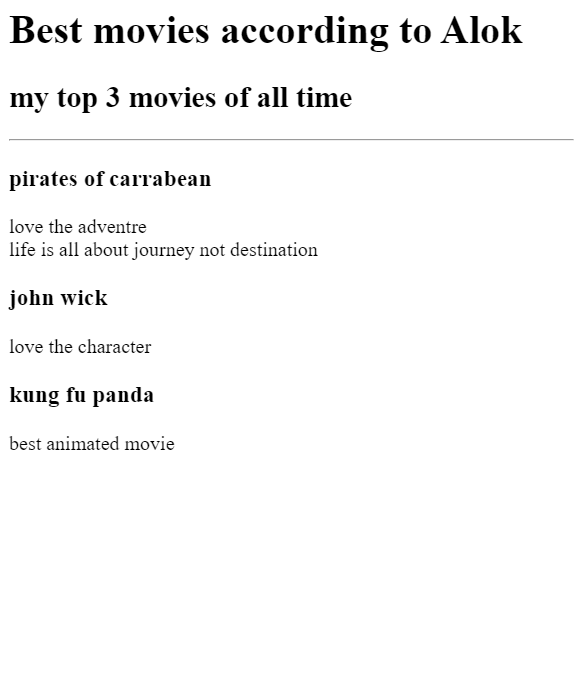 Best movies according to Alok
my top 3 movies of all time
pirates of carrabean
love the adventre
life is all about journey not destination
john wick
love the character
kung fu panda
best animated movie